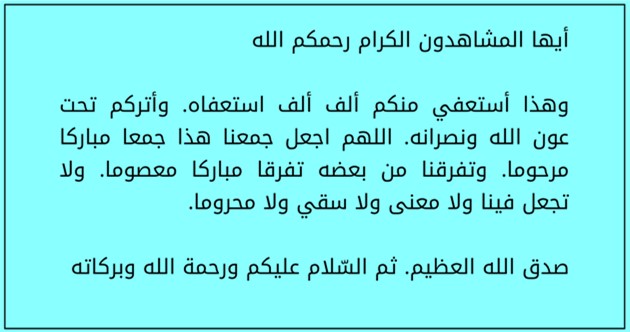 أيها المشاهدون الكرام رحمكم الله
وهذا أستعفي منكم ألف ألف استعفاه. وأتركم تحت
عون الله ونصرانه. اللهم اجعل جمعنا هذا جمعا مباركا
مرحوما. وتفرقنا من بعضه تفرقا مباركا معصوما. ولا
تجعل فينا ولا معنى ولا سقي ولا محروما.
صدق الله العظيم. ثم السّلام عليكم ورحمة الله وبركاته